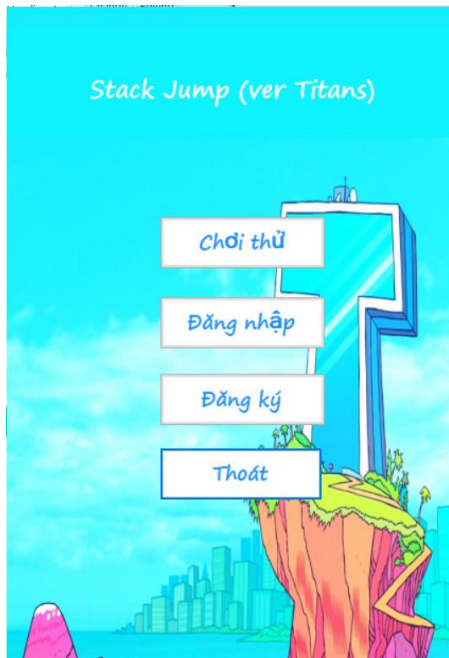 Stack Jump (ver Titans)
Chơi thử
Đăng nhập
Đăng ký
Thoát